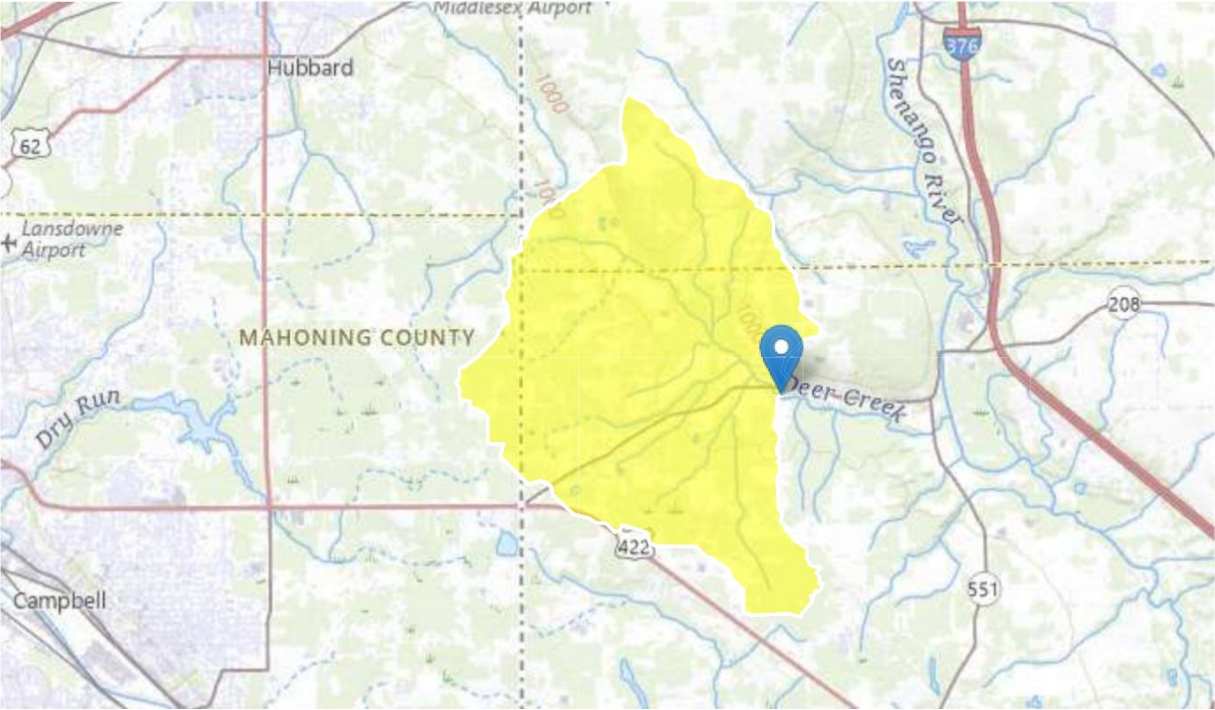 Middlesex Airport
376
Hubbard
1000
Shenango River
62
1000
Lansdowne
Airport
208
1000
MAHONING COUNTY
Deer Creek
Dry Run
422
551
Campbell